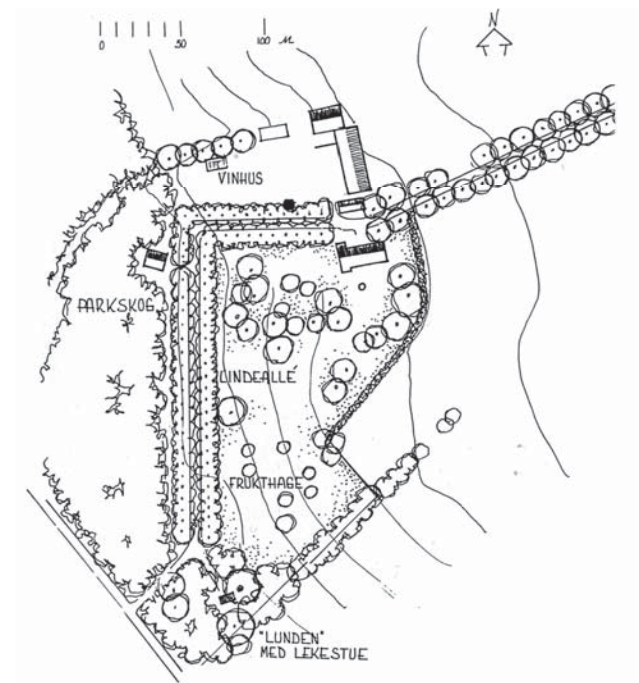 N
0 50 100 M
VINHUS
PARKSKOG
LINDEALLÉ
FRUKTHAGE
"LUNDEN"
MED LEKESTUE